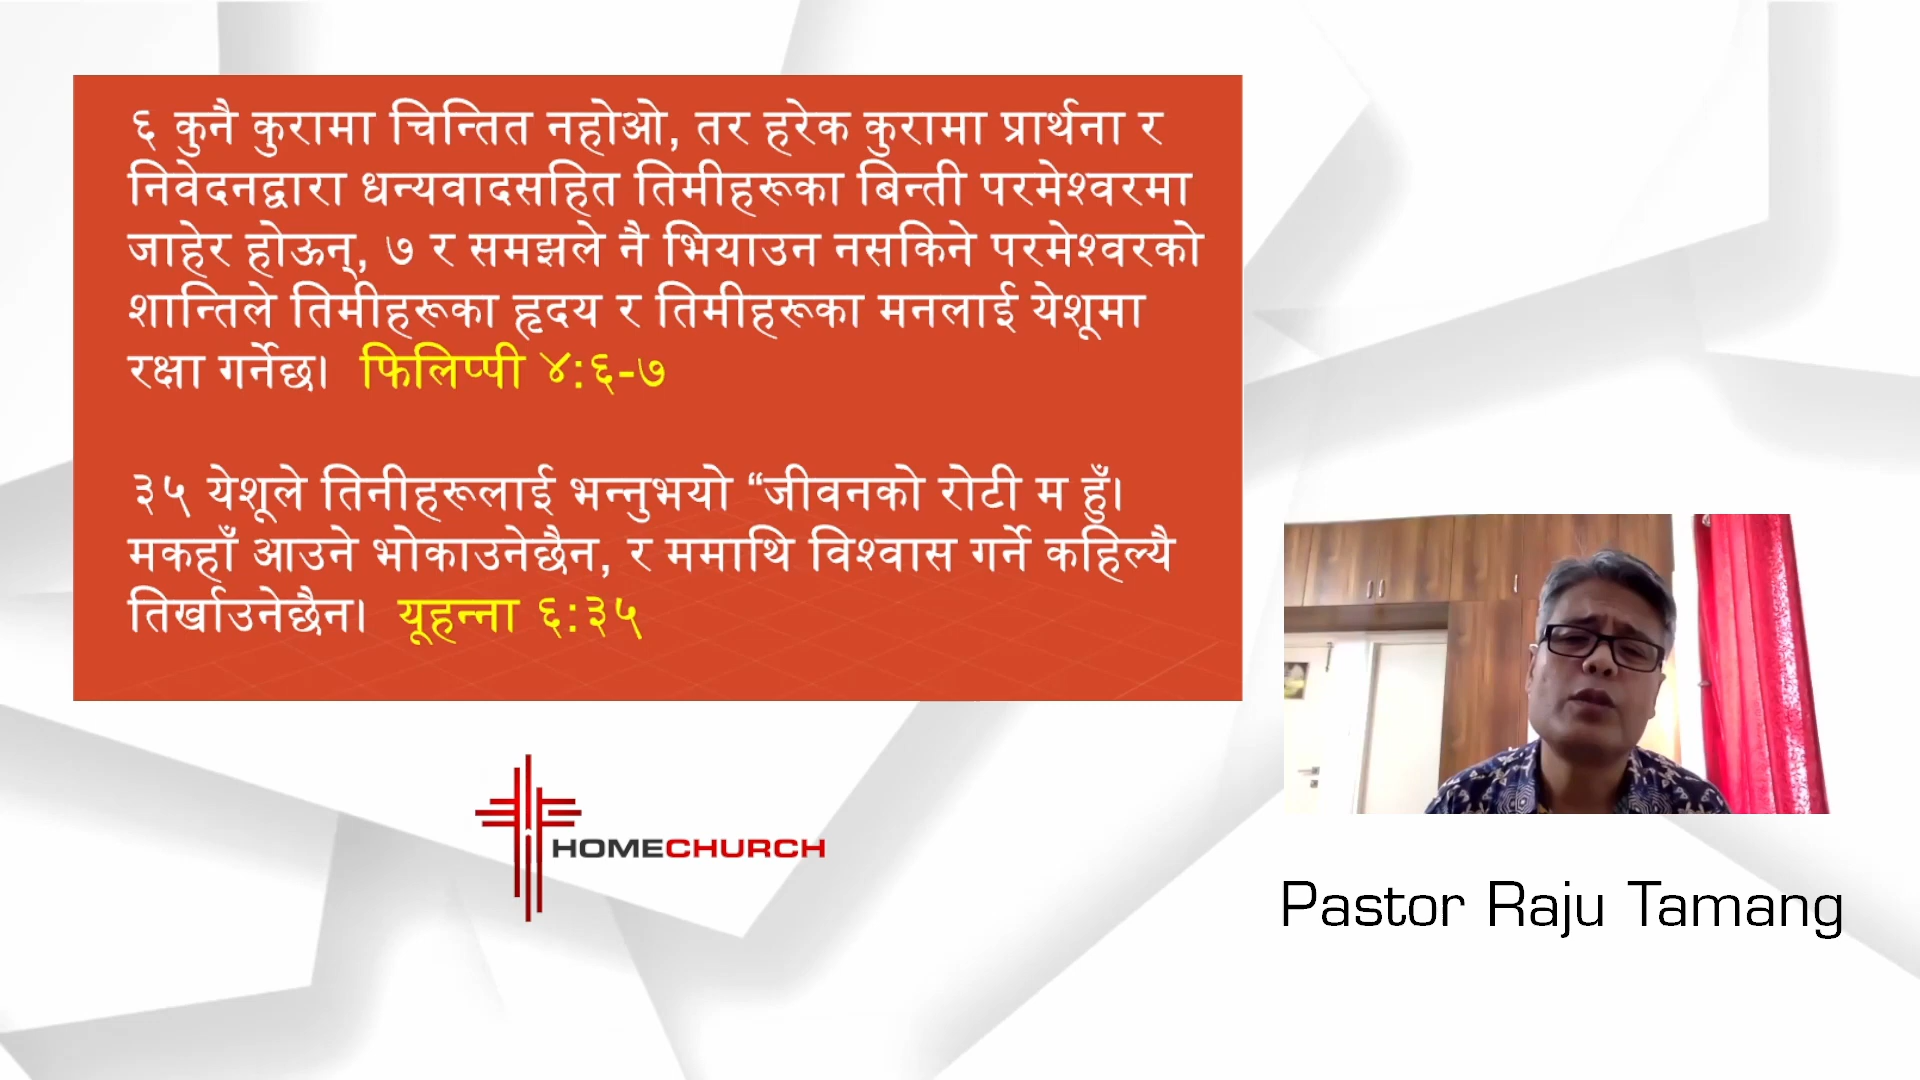 ६ कुनै कुरामा चिन्तित नहोओ, तर हरेक कुरामा प्रार्थना र
निवेदनद्वारा धन्यवादसहित तिमीहरूका बिन्ती परमेश्वरमा
जाहेर होऊन्, ७ र समझले नै भियाउन नसकिने परमेश्वरको
शान्तिले तिमीहरूका हृदय र तिमीहरूका मनलाई येशूमा
रक्षा गर्नेछ। फिलिप्पी ४:६-७
३५ येशूले तिनीहरूलाई भन्नुभयो “जीवनको रोटी म हुँ।
मकहाँ आउने भोकाउनेछैन, र ममाथि विश्वास गर्ने कहिल्यै
तिर्खाउनेछैन। यूहन्ना ६:३५
HOMECHURCH
Pastor Raju Tamang